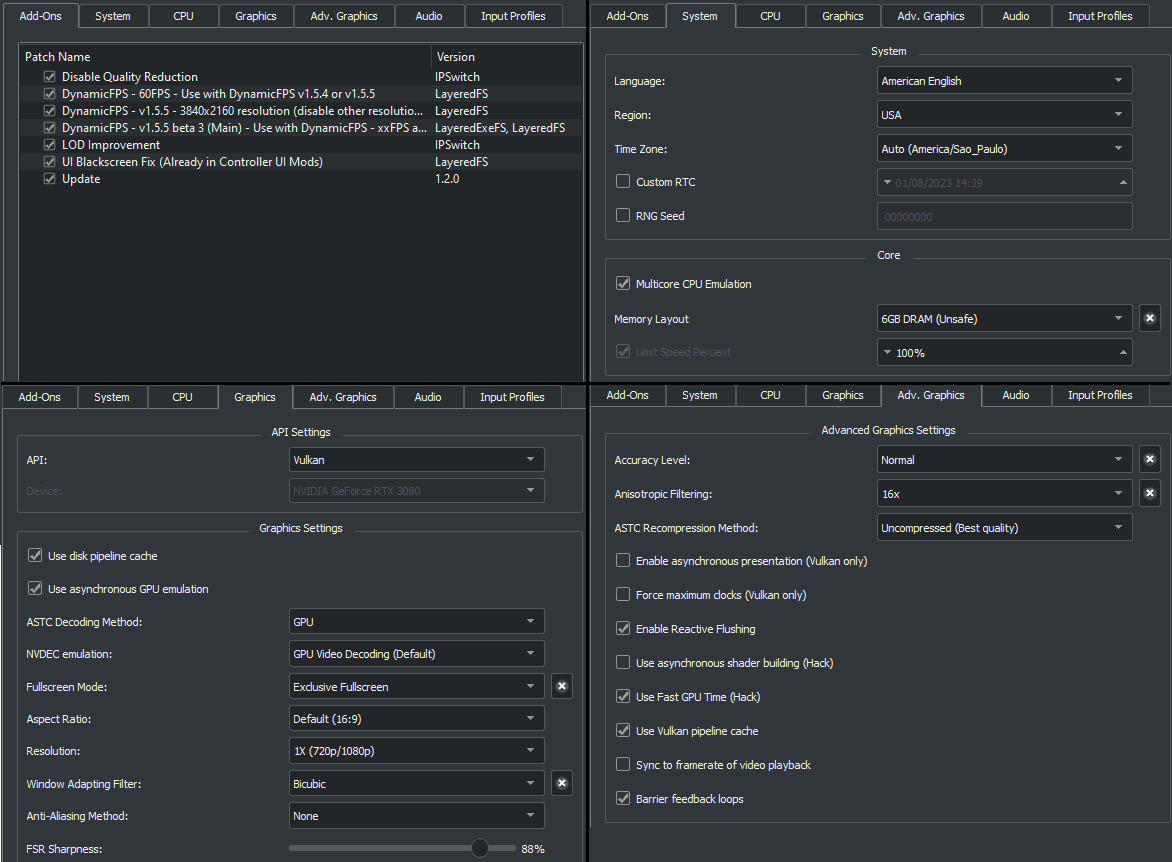 Add-Ons System CPU Graphics Adv. Graphics Audio Input Profiles
Patch Name Version
Disable Quality Reduction IPSwitch
DynamicFPS - 60FPS - Use with DynamicFPS v1.5.4 or v1.5.5 LayeredFS
DynamicFPS - v1.5.5 - 3840x2160 resolution (disable other resolutio... LayeredFS
DynamicFPS - v1.5.5 beta 3 (Main) - Use with DynamicFPS - xxFPS a... LayeredExeFS, LayeredFS
LOD Improvement IPSwitch
UI Blackscreen Fix (Already in Controller UI Mods) LayeredFS
Update 1.2.0
Add-Ons System CPU Graphics Adv. Graphics Audio Input Profiles
System
Language: American English
Region: USA
Time Zone: Auto (America/Sao_Paulo)
Custom RTC 01/08/2023 14:39
RNG Seed 00000000
Core
Multicore CPU Emulation
Memory Layout 6GB DRAM (Unsafe)
Limit Speed Percent 100%
Add-Ons System CPU Graphics Adv. Graphics Audio Input Profiles
API Settings
API: Vulkan
Device: NVIDIA GeForce RTX 3080
Graphics Settings
Use disk pipeline cache
Use asynchronous GPU emulation
ASTC Decoding Method: GPU
NVDEC emulation: GPU Video Decoding (Default)
Fullscreen Mode: Exclusive Fullscreen
Aspect Ratio: Default (16:9)
Resolution: 1X (720p/1080p)
Window Adapting Filter: Bicubic
Anti-Aliasing Method: None
FSR Sharpness: 88%
Add-Ons System CPU Graphics Adv. Graphics Audio Input Profiles
Advanced Graphics Settings
Accuracy Level: Normal
Anisotropic Filtering: 16x
ASTC Recompression Method: Uncompressed (Best quality)
Enable asynchronous presentation (Vulkan only)
Force maximum clocks (Vulkan only)
Enable Reactive Flushing
Use asynchronous shader building (Hack)
Use Fast GPU Time (Hack)
Use Vulkan pipeline cache
Sync to framerate of video playback
Barrier feedback loops